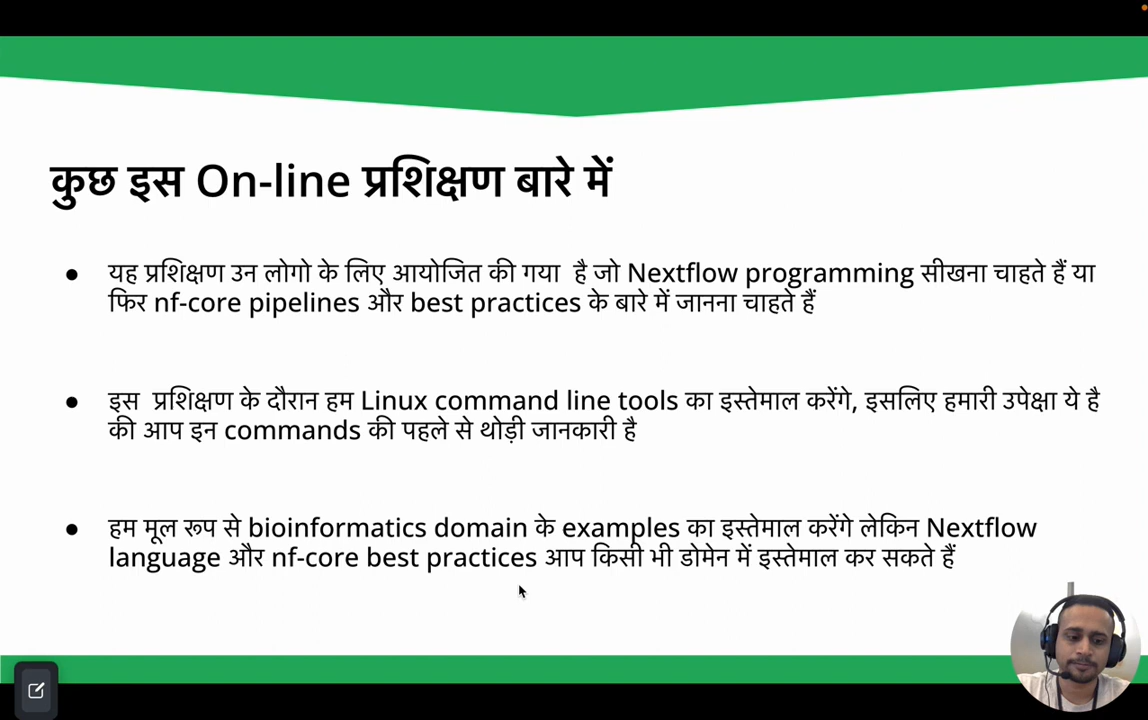 कुछ इस On-line प्रशिक्षण बारे में
यह प्रशिक्षण उन लोगो के लिए आयोजित की गया है जो Nextflow programming सीखना चाहते हैं या
फिर nf-core pipelines और best practices के बारे में जानना चाहते हैं
इस प्रशिक्षण के दौरान हम Linux command line tools का इस्तेमाल करेंगे, इसलिए हमारी उपेक्षा ये है
की आप इन commands की पहले से थोड़ी जानकारी है
हम मूल रूप से bioinformatics domain के examples का इस्तेमाल करेंगे लेकिन Nextflow
language और nf-core best practices आप किसी भी डोमेन में इस्तेमाल कर सकते हैं